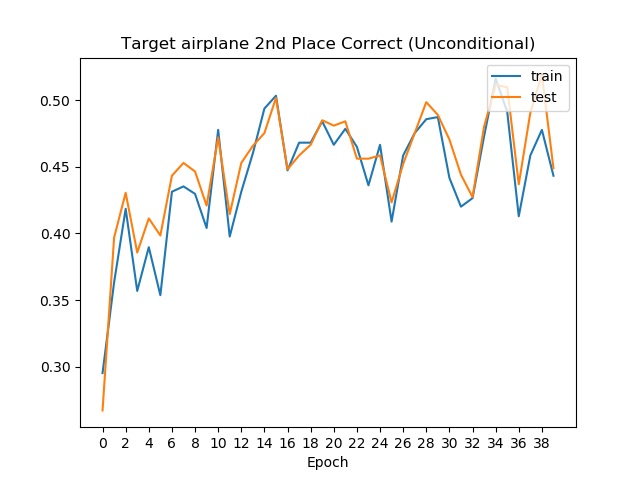 Target airplane 2nd Place Correct (Unconditional)
train
test
0.50
0.45
0.40
0.35
0.30
0 2 4 6 8 10 12 14 16 18 20 22 24 26 28 30 32 34 36 38
Epoch